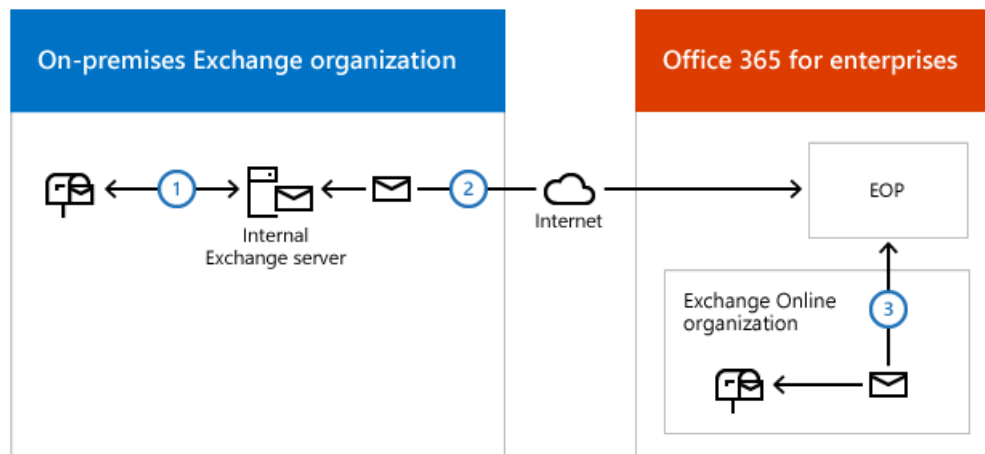 On-premises Exchange organization
Office 365 for enterprises
1
2
Internet
EOP
Internal
Exchange server
Exchange Online
organization
3